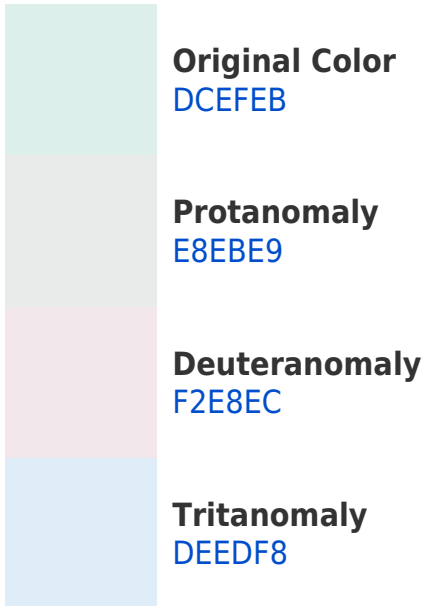 Original Color
DCEFEB
Protanomaly
E8EBE9
Deuteranomaly
F2E8EC
Tritanomaly
DEEDF8